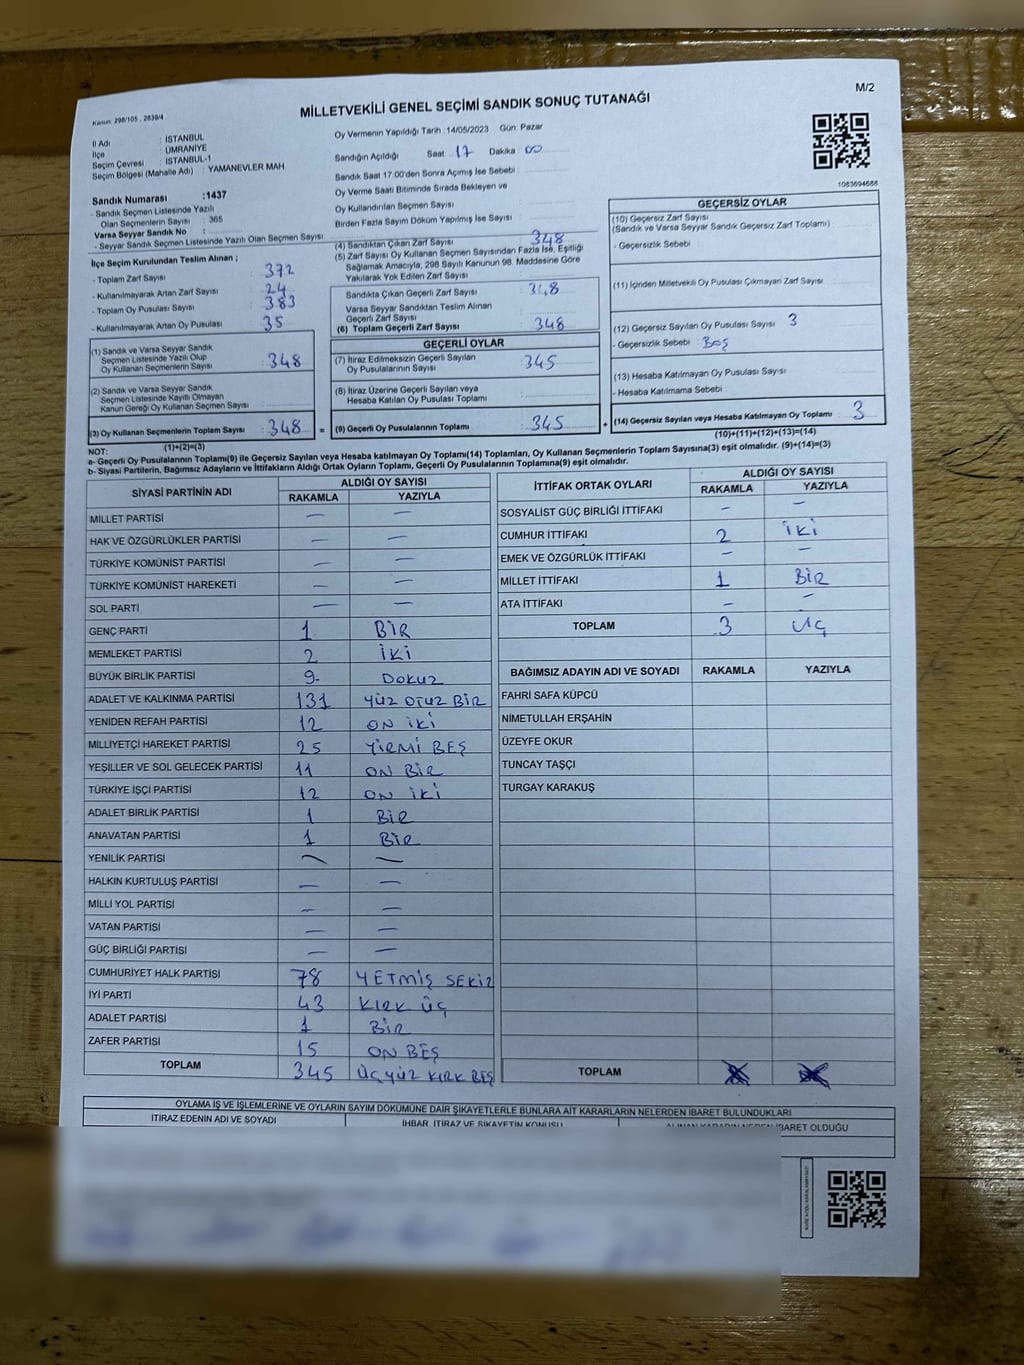 M/2
MİLLETVEKİLİ GENEL SEÇİMİ SANDIK SONUÇ TUTANAĞI
Kanun: 298/105 , 2839/4
İl Adı : İSTANBUL
İlçe : ÜMRANİYE
Seçim Çevresi : İSTANBUL-1
Seçim Bölgesi (Mahalle Adı) : YAMANEVLER MAH
Sandık Numarası :1437
- Sandık Seçmen Listesinde Yazılı
Olan Seçmenlerin Sayısı : 365
Varsa Seyyar Sandık No :
- Seyyar Sandık Seçmen Listesinde Yazılı Olan Seçmen Sayısı :
İlçe Seçim Kurulundan Teslim Alınan ;
- Toplam Zarf Sayısı : 372
- Kullanılmayarak Artan Zarf Sayısı : 24
- Toplam Oy Pusulası Sayısı : 383
- Kullanılmayarak Artan Oy Pusulası : 35
Oy Vermenin Yapıldığı Tarih :14/05/2023 Gün: Pazar
Sandığın Açıldığı Saat : 17 Dakika : 00
Sandık Saat 17:00'den Sonra Açımış İse Sebebi :
Oy Verme Saati Bitiminde Sırada Bekleyen ve
Oy Kullandırılan Seçmen Sayısı :
Birden Fazla Sayım Döküm Yapılmış İse Sayısı :
(4) Sandıktan Çıkan Zarf Sayısı : 348
(5) Zarf Sayısı Oy Kullanan Seçmen Sayısından Fazla İse, Eşitliği
Sağlamak Amacıyla, 298 Sayılı Kanunun 98. Maddesine Göre
Yakılarak Yok Edilen Zarf Sayısı :
Sandıkta Çıkan Geçerli Zarf Sayısı : 348
Varsa Seyyar Sandıktan Teslim Alınan
Geçerli Zarf Sayısı :
(6) Toplam Geçerli Zarf Sayısı : 348
1083694688
GEÇERSİZ OYLAR
(10) Geçersiz Zarf Sayısı
(Sandık ve Varsa Seyyar Sandık Geçersiz Zarf Toplamı) :
- Geçersizlik Sebebi :
(11) İçinden Milletvekili Oy Pusulası Çıkmayan Zarf Sayısı :
(12) Geçersiz Sayılan Oy Pusulası Sayısı : 3
- Geçersizlik Sebebi : Boş
(13) Hesaba Katılmayan Oy Pusulası Sayısı :
- Hesaba Katılmama Sebebi :
(14) Geçersiz Sayılan veya Hesaba Katılmayan Oy Toplamı : 3
(10)+(11)+(12)+(13)=(14)
(1) Sandık ve Varsa Seyyar Sandık
Seçmen Listesinde Yazılı Olup
Oy Kullanan Seçmenlerin Sayısı : 348
(2) Sandık ve Varsa Seyyar Sandık
Seçmen Listesinde Kayıtlı Olmayan
Kanun Gereği Oy Kullanan Seçmen Sayısı :
(3) Oy Kullanan Seçmenlerin Toplam Sayısı : 348 =
(1)+(2)=(3)
GEÇERLİ OYLAR
(7) İtiraz Edilmeksizin Geçerli Sayılan
Oy Pusulalarının Sayısı : 345
(8) İtiraz Üzerine Geçerli Sayılan veya
Hesaba Katılan Oy Pusulası Toplamı :
(9) Geçerli Oy Pusulalarının Toplamı : 345 +
NOT:
a- Geçerli Oy Pusulalarının Toplamı(9) ile Geçersiz Sayılan veya Hesaba katılmayan Oy Toplamı(14) Toplamları, Oy Kullanan Seçmenlerin Toplam Sayısına(3) eşit olmalıdır. (9)+(14)=(3)
b- Siyasi Partilerin, Bağımsız Adayların ve İttifakların Aldığı Ortak Oyların Toplamı, Geçerli Oy Pusulalarının Toplamına(9) eşit olmalıdır.
SİYASİ PARTİNİN ADI ALDIĞI OY SAYISI
RAKAMLA YAZIYLA
MİLLET PARTİSİ — —
HAK VE ÖZGÜRLÜKLER PARTİSİ — —
TÜRKİYE KOMÜNİST PARTİSİ — —
TÜRKİYE KOMÜNİST HAREKETİ — —
SOL PARTİ — —
GENÇ PARTİ 1 BİR
MEMLEKET PARTİSİ 2 İKİ
BÜYÜK BİRLİK PARTİSİ 9- DOKUZ
ADALET VE KALKINMA PARTİSİ 131 YÜZ OTUZ BİR
YENİDEN REFAH PARTİSİ 12 ON İKİ
MİLLİYETÇİ HAREKET PARTİSİ 25 YİRMİ BEŞ
YEŞİLLER VE SOL GELECEK PARTİSİ 11 ON BİR
TÜRKİYE İŞÇİ PARTİSİ 12 ON İKİ
ADALET BİRLİK PARTİSİ 1 BİR
ANAVATAN PARTİSİ 1 BİR
YENİLİK PARTİSİ — —
HALKIN KURTULUŞ PARTİSİ — —
MİLLİ YOL PARTİSİ — —
VATAN PARTİSİ — —
GÜÇ BİRLİĞİ PARTİSİ — —
CUMHURİYET HALK PARTİSİ 78 YETMİŞ SEKİZ
İYİ PARTİ 43 KIRK ÜÇ
ADALET PARTİSİ 1 BİR
ZAFER PARTİSİ 15 ON BEŞ
TOPLAM 345 ÜÇYÜZ KIRK BEŞ
İTTİFAK ORTAK OYLARI ALDIĞI OY SAYISI
RAKAMLA YAZIYLA
SOSYALİST GÜÇ BİRLİĞİ İTTİFAKI — —
CUMHUR İTTİFAKI 2 İKİ
EMEK VE ÖZGÜRLÜK İTTİFAKI — —
MİLLET İTTİFAKI 1 BİR
ATA İTTİFAKI — —
TOPLAM 3 ÜÇ
BAĞIMSIZ ADAYIN ADI VE SOYADI RAKAMLA YAZIYLA
FAHRİ SAFA KÜPCÜ
NİMETULLAH ERŞAHİN
ÜZEYFE OKUR
TUNCAY TAŞÇI
TURGAY KARAKUŞ
TOPLAM
OYLAMA İŞ VE İŞLEMLERİNE VE OYLARIN SAYIM DÖKÜMÜNE DAİR ŞİKAYETLERLE BUNLARA AİT KARARLARIN NELERDEN İBARET BULUNDUKLARI
İTİRAZ EDENİN ADI VE SOYADI İHBAR, İTİRAZ VE ŞİKAYETİN KONUSU ALINAN KARARIN NEDEN İBARET OLDUĞU